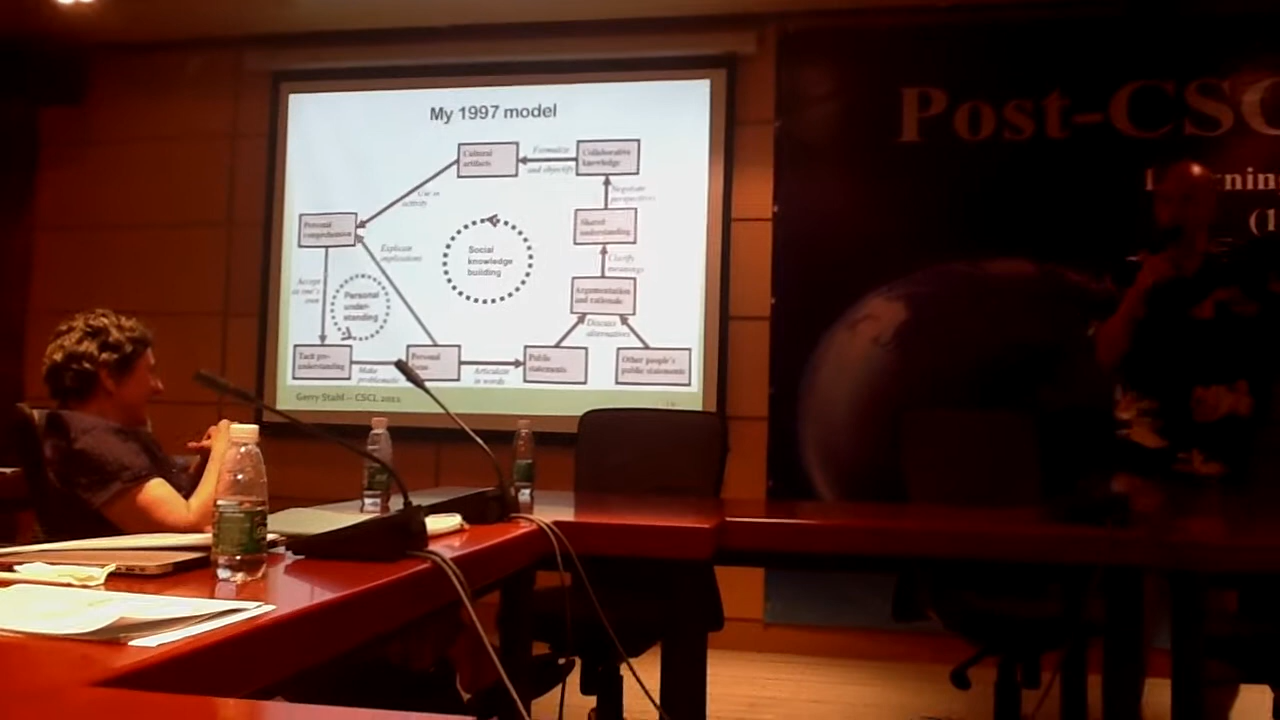 My 1997 model
Cultural
artifacts
Formalize
and objectify
Collaborative
knowledge
Use in
activity
Negotiate
perspectives
Personal
comprehension
Shared
understanding
Explicate
implications
Social
knowledge
building
Clarify
meanings
Accept
as one's
own
Personal
under-
standing
Argumentation
and rationale
Discuss
alternatives
Tacit pre-
understanding
Make
problematic
Personal
Articulate
in words
Public
statements
Other people's
public statements
Gerry Stahl -- CSCL 2011
Post-CSC
(1